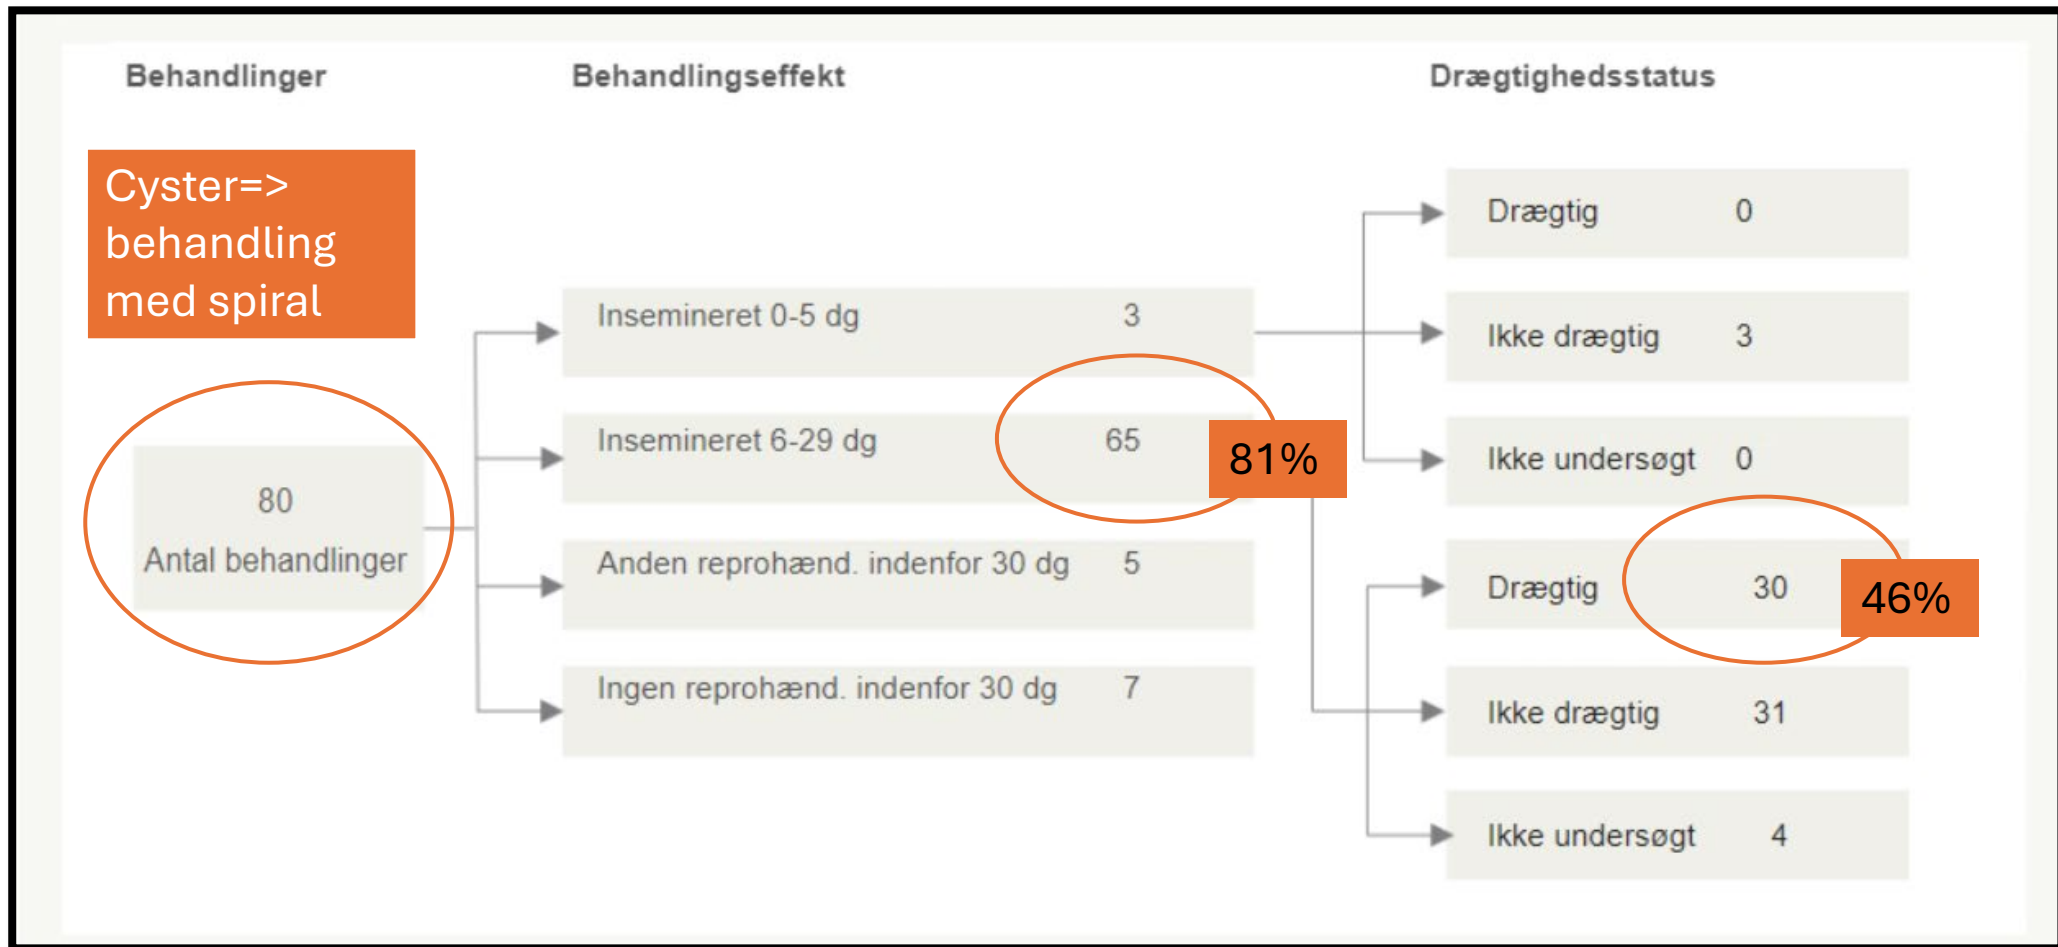 Behandlinger
Behandlingseffekt
Drægtighedsstatus
Cyster=>
behandling
med spiral
80
Antal behandlinger
Insemineret 0-5 dg 3
Insemineret 6-29 dg 65
81%
Anden reprohænd. indenfor 30 dg 5
Ingen reprohænd. indenfor 30 dg 7
Drægtig 0
Ikke drægtig 3
Ikke undersøgt 0
Drægtig 30
46%
Ikke drægtig 31
Ikke undersøgt 4